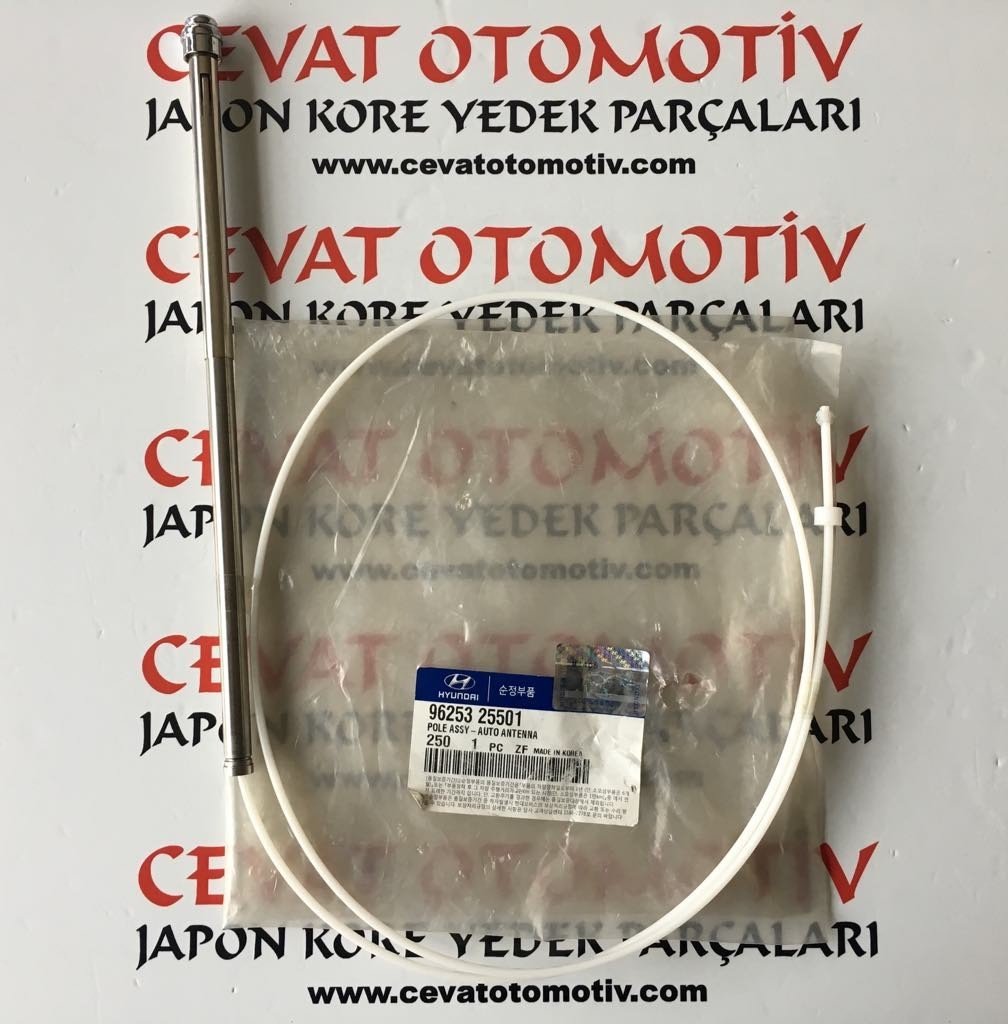 CEVAT OTOMOTİV
JAPON KORE YEDEK PARÇALARI
www.cevatotomotiv.com
CEVAT OTOMOTİV
JAPON KORE YEDEK PARÇALARI
www.cevatotomotiv.com
CEVAT OTOMOTİV
JAPON KORE YEDEK PARÇALARI
www.cevatotomotiv.com
HYUNDAI 순정부품
96253 25501
POLE ASSY - AUTO ANTENNA
250 1 PC ZF MADE IN KOREA
CEVAT OTOMOTİV
JAPON KORE YEDEK PARÇALARI
CEVAT OTOMOTİV
JAPON KORE YEDEK PARÇALARI
www.cevatotomotiv.com